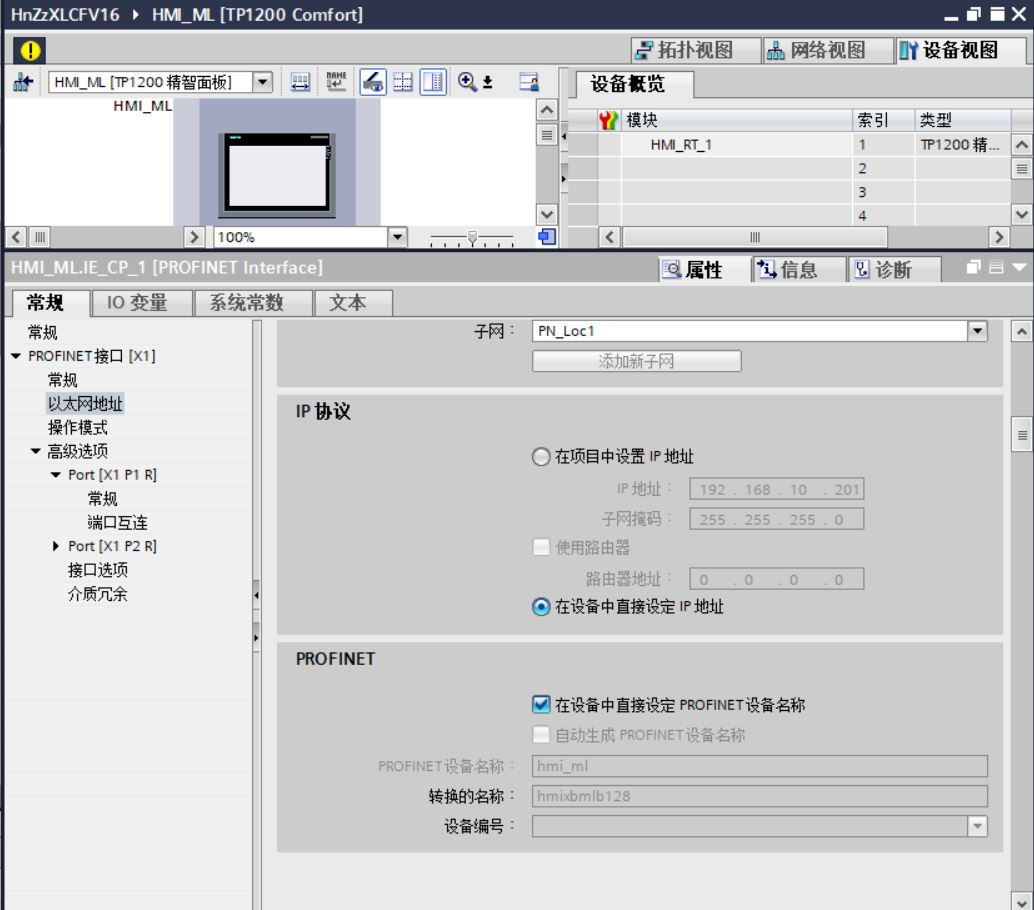 HnZzXLCFV16 ▸ HMI_ML [TP1200 Comfort]
拓扑视图 网络视图 设备视图
HMI_ML [TP1200 精智面板]
设备概览
HMI_ML
模块 索引 类型
HMI_RT_1 1 TP1200 精...
2
3
4
100%
HMI_ML.IE_CP_1 [PROFINET Interface]
属性 信息 诊断
常规 IO 变量 系统常数 文本
常规
PROFINET接口 [X1]
常规
以太网地址
操作模式
高级选项
Port [X1 P1 R]
常规
端口互连
Port [X1 P2 R]
接口选项
介质冗余
子网： PN_Loc1
添加新子网
IP 协议
在项目中设置 IP 地址
IP 地址： 192 . 168 . 10 . 201
子网掩码： 255 . 255 . 255 . 0
使用路由器
路由器地址： 0 . 0 . 0 . 0
在设备中直接设定 IP 地址
PROFINET
在设备中直接设定 PROFINET设备名称
自动生成 PROFINET设备名称
PROFINET设备名称： hmi_ml
转换的名称： hmixbmlb128
设备编号：